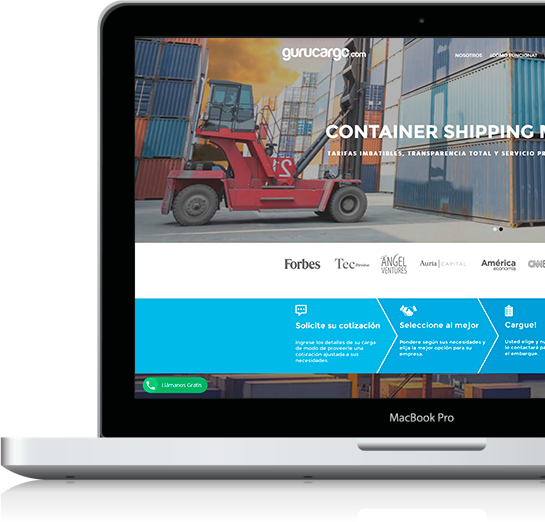 gurucargo.com
NOSOTROS ¿CÓMO FUNCIONA?
CONTAINER SHIPPING M
TARIFAS IMBATIBLES, TRANSPARENCIA TOTAL Y SERVICIO PR
Forbes Tec Review ANGEL VENTURES Auria CAPITAL América economía CNNE
Solicite su cotización Seleccione al mejor Cargue!
Ingrese los detalles de su carga Pondere según sus necesidades y Usted elige y nu
de modo de proveerle una elija la mejor opción para su lo contactará pa
cotización ajustada a sus empresa. el embarque.
necesidades.
Llámanos Gratis
MacBook Pro